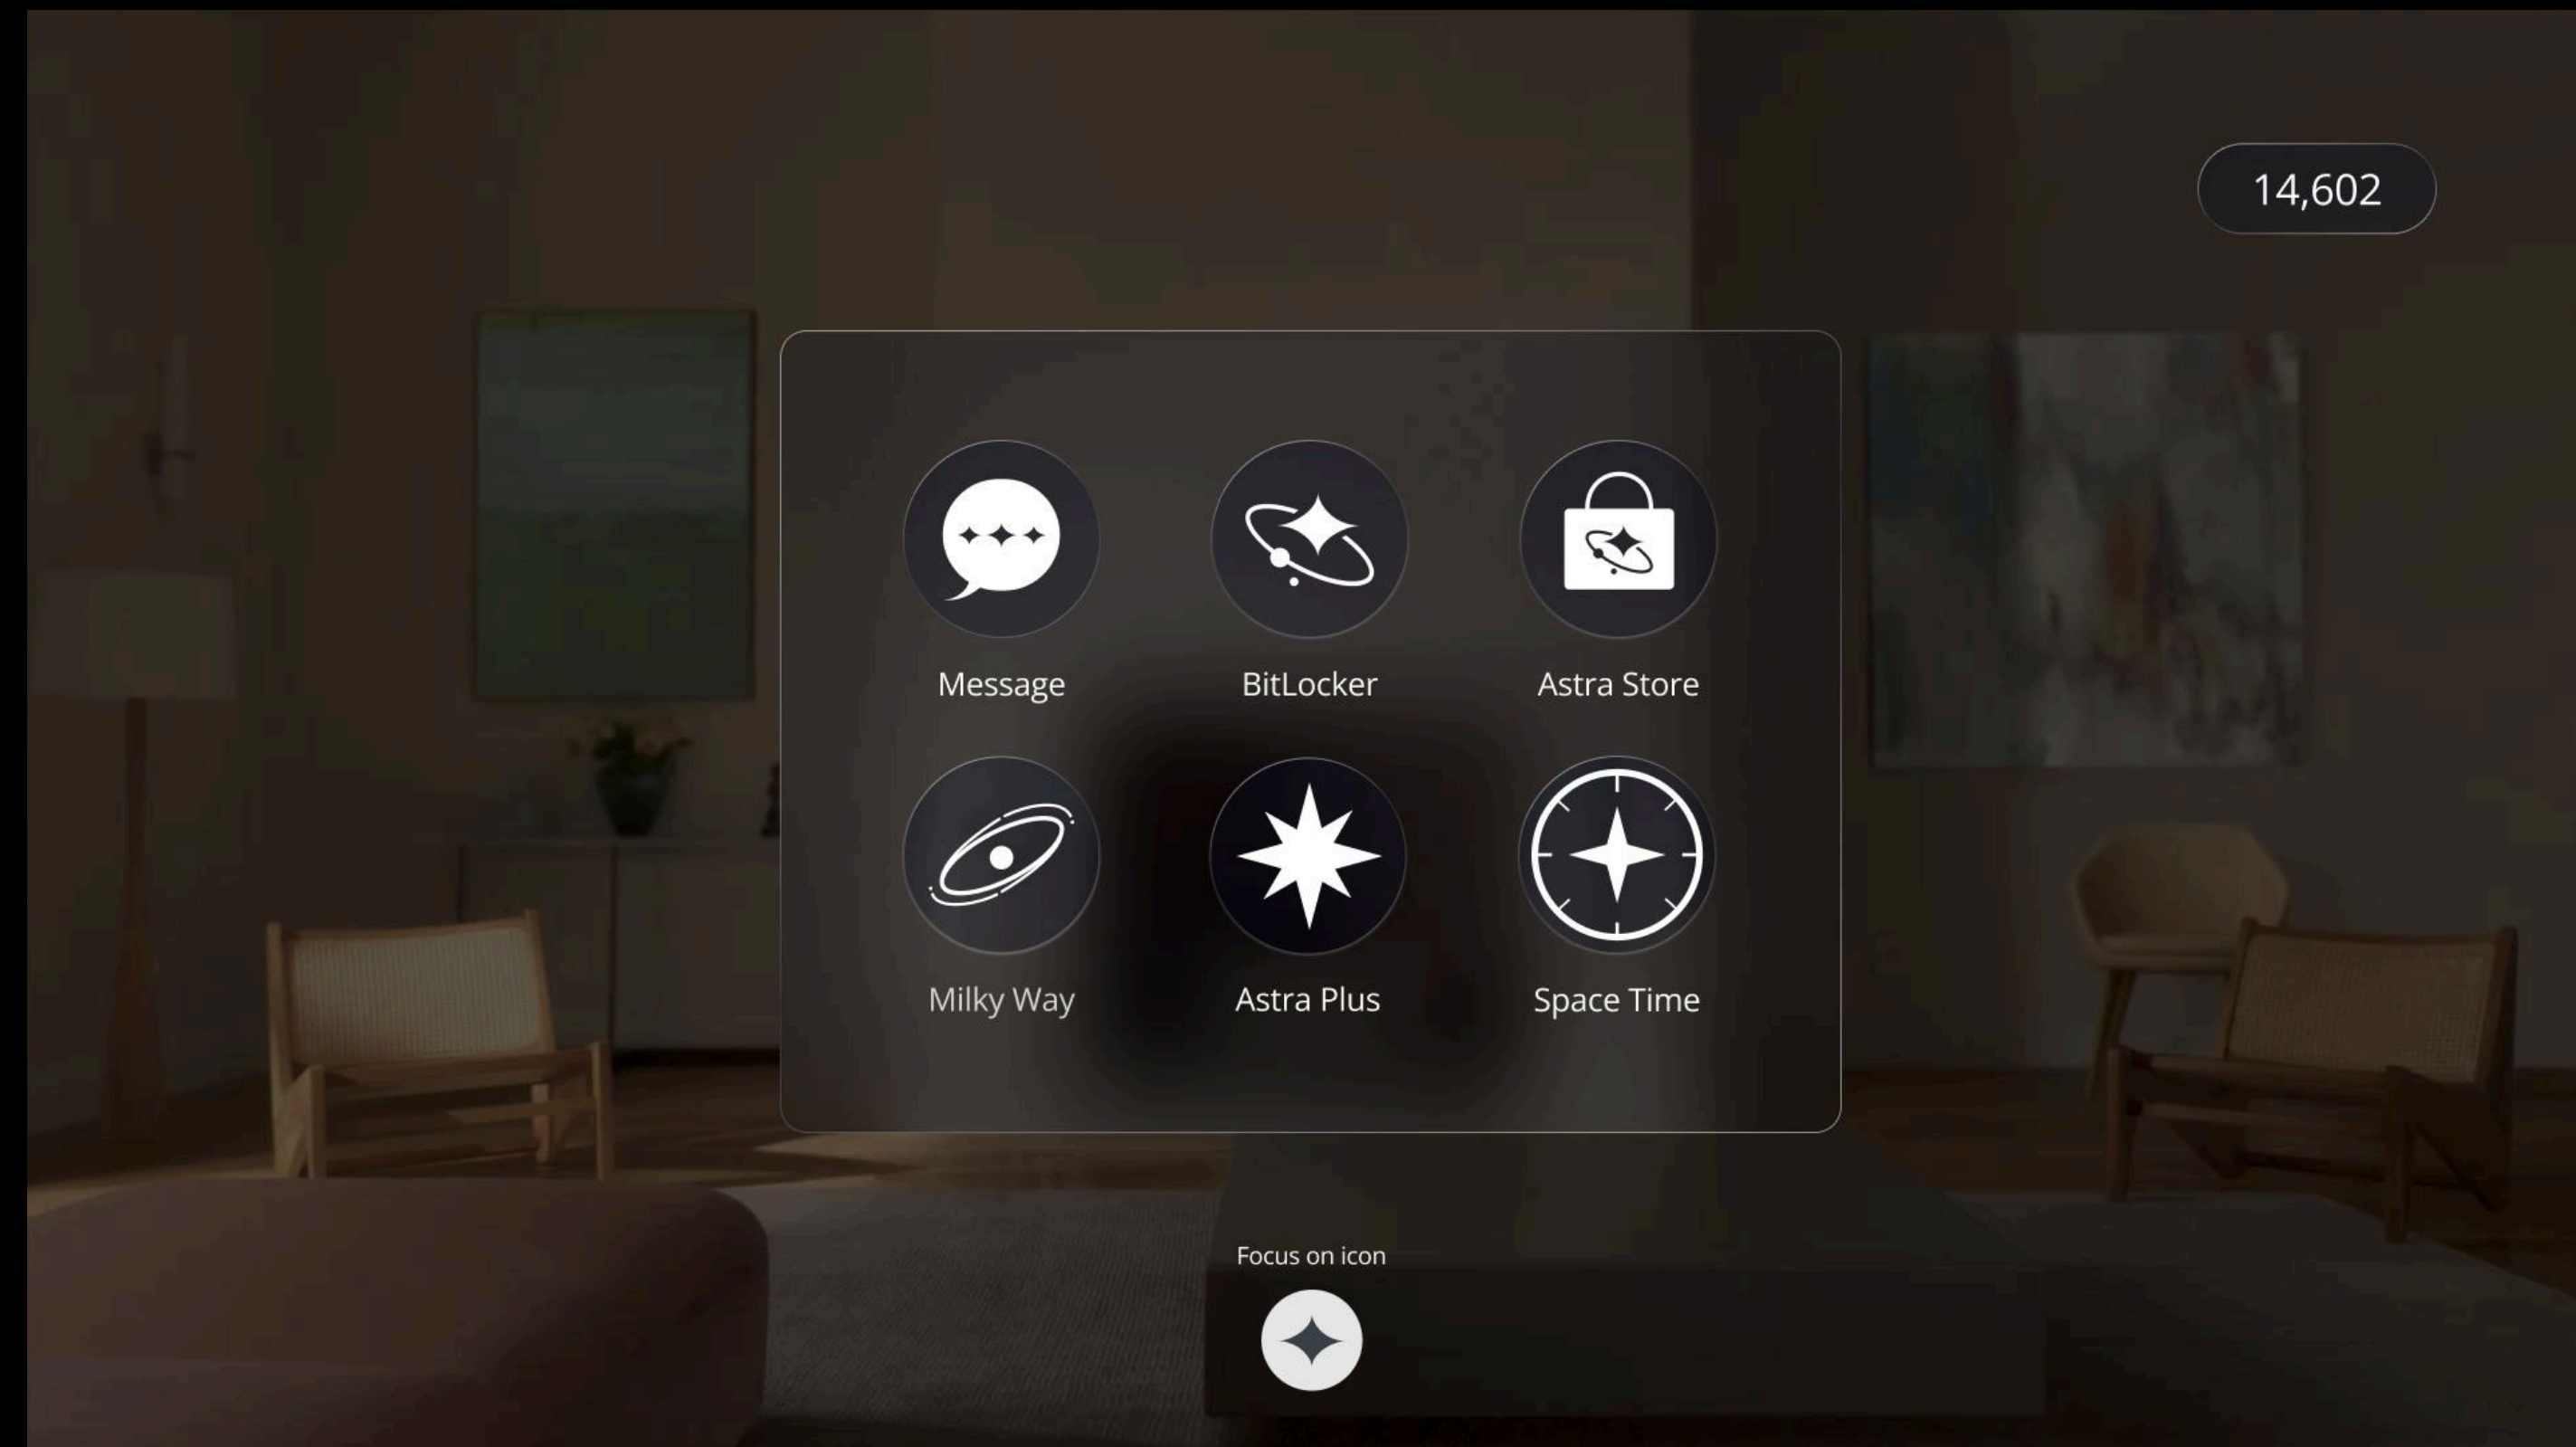 14,602
Message
BitLocker
Astra Store
Milky Way
Astra Plus
Space Time
Focus on icon